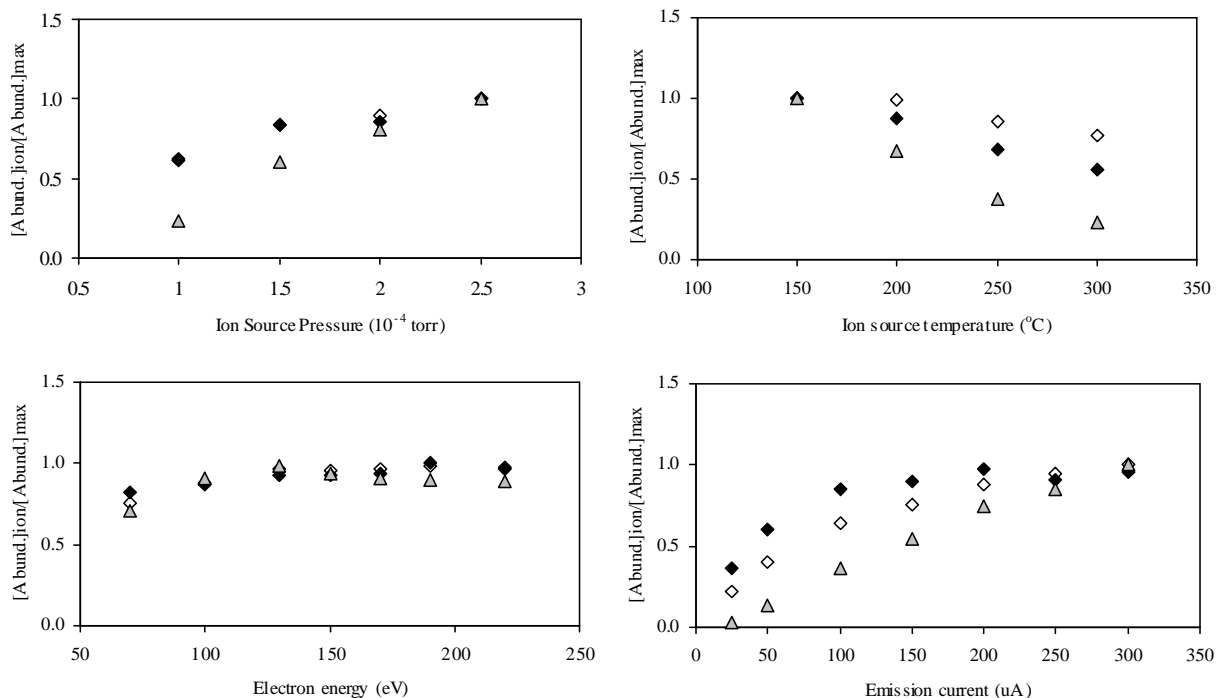 1.5
1.0
0.5
0.0
[Abund.]ion/[Abund.]max
0.5 1 1.5 2 2.5 3
Ion Source Pressure (10⁻⁴ torr)
1.5
1.0
0.5
0.0
[Abund.]ion/[Abund.]max
100 150 200 250 300 350
Ion source temperature (°C)
1.5
1.0
0.5
0.0
[Abund.]ion/[Abund.]max
50 100 150 200 250
Electron energy (eV)
1.5
1.0
0.5
0.0
[Abund.]ion/[Abund.]max
0 50 100 150 200 250 300 350
Emission current (uA)